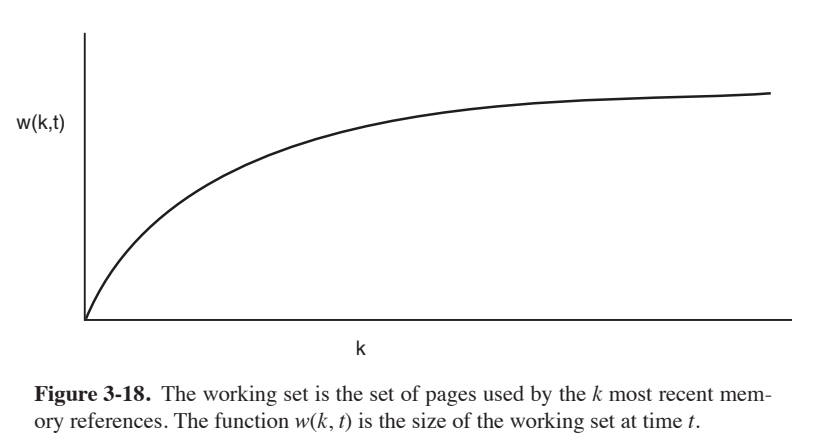 w(k,t)
k
Figure 3-18. The working set is the set of pages used by the k most recent mem-
ory references. The function w(k, t) is the size of the working set at time t.